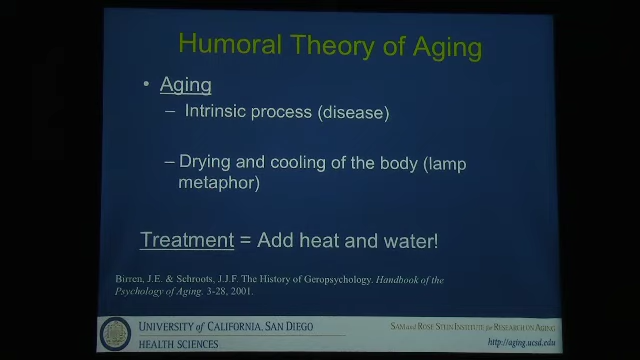 Humoral Theory of Aging
• Aging
– Intrinsic process (disease)
– Drying and cooling of the body (lamp
metaphor)
Treatment = Add heat and water!
Birren, J.E. & Schroots, J.J.F. The History of Geropsychology. Handbook of the
Psychology of Aging. 3-28, 2001.
UNIVERSITY of CALIFORNIA, SAN DIEGO
HEALTH SCIENCES
SAM and ROSE STEIN INSTITUTE for RESEARCH on AGING
http://aging.ucsd.edu